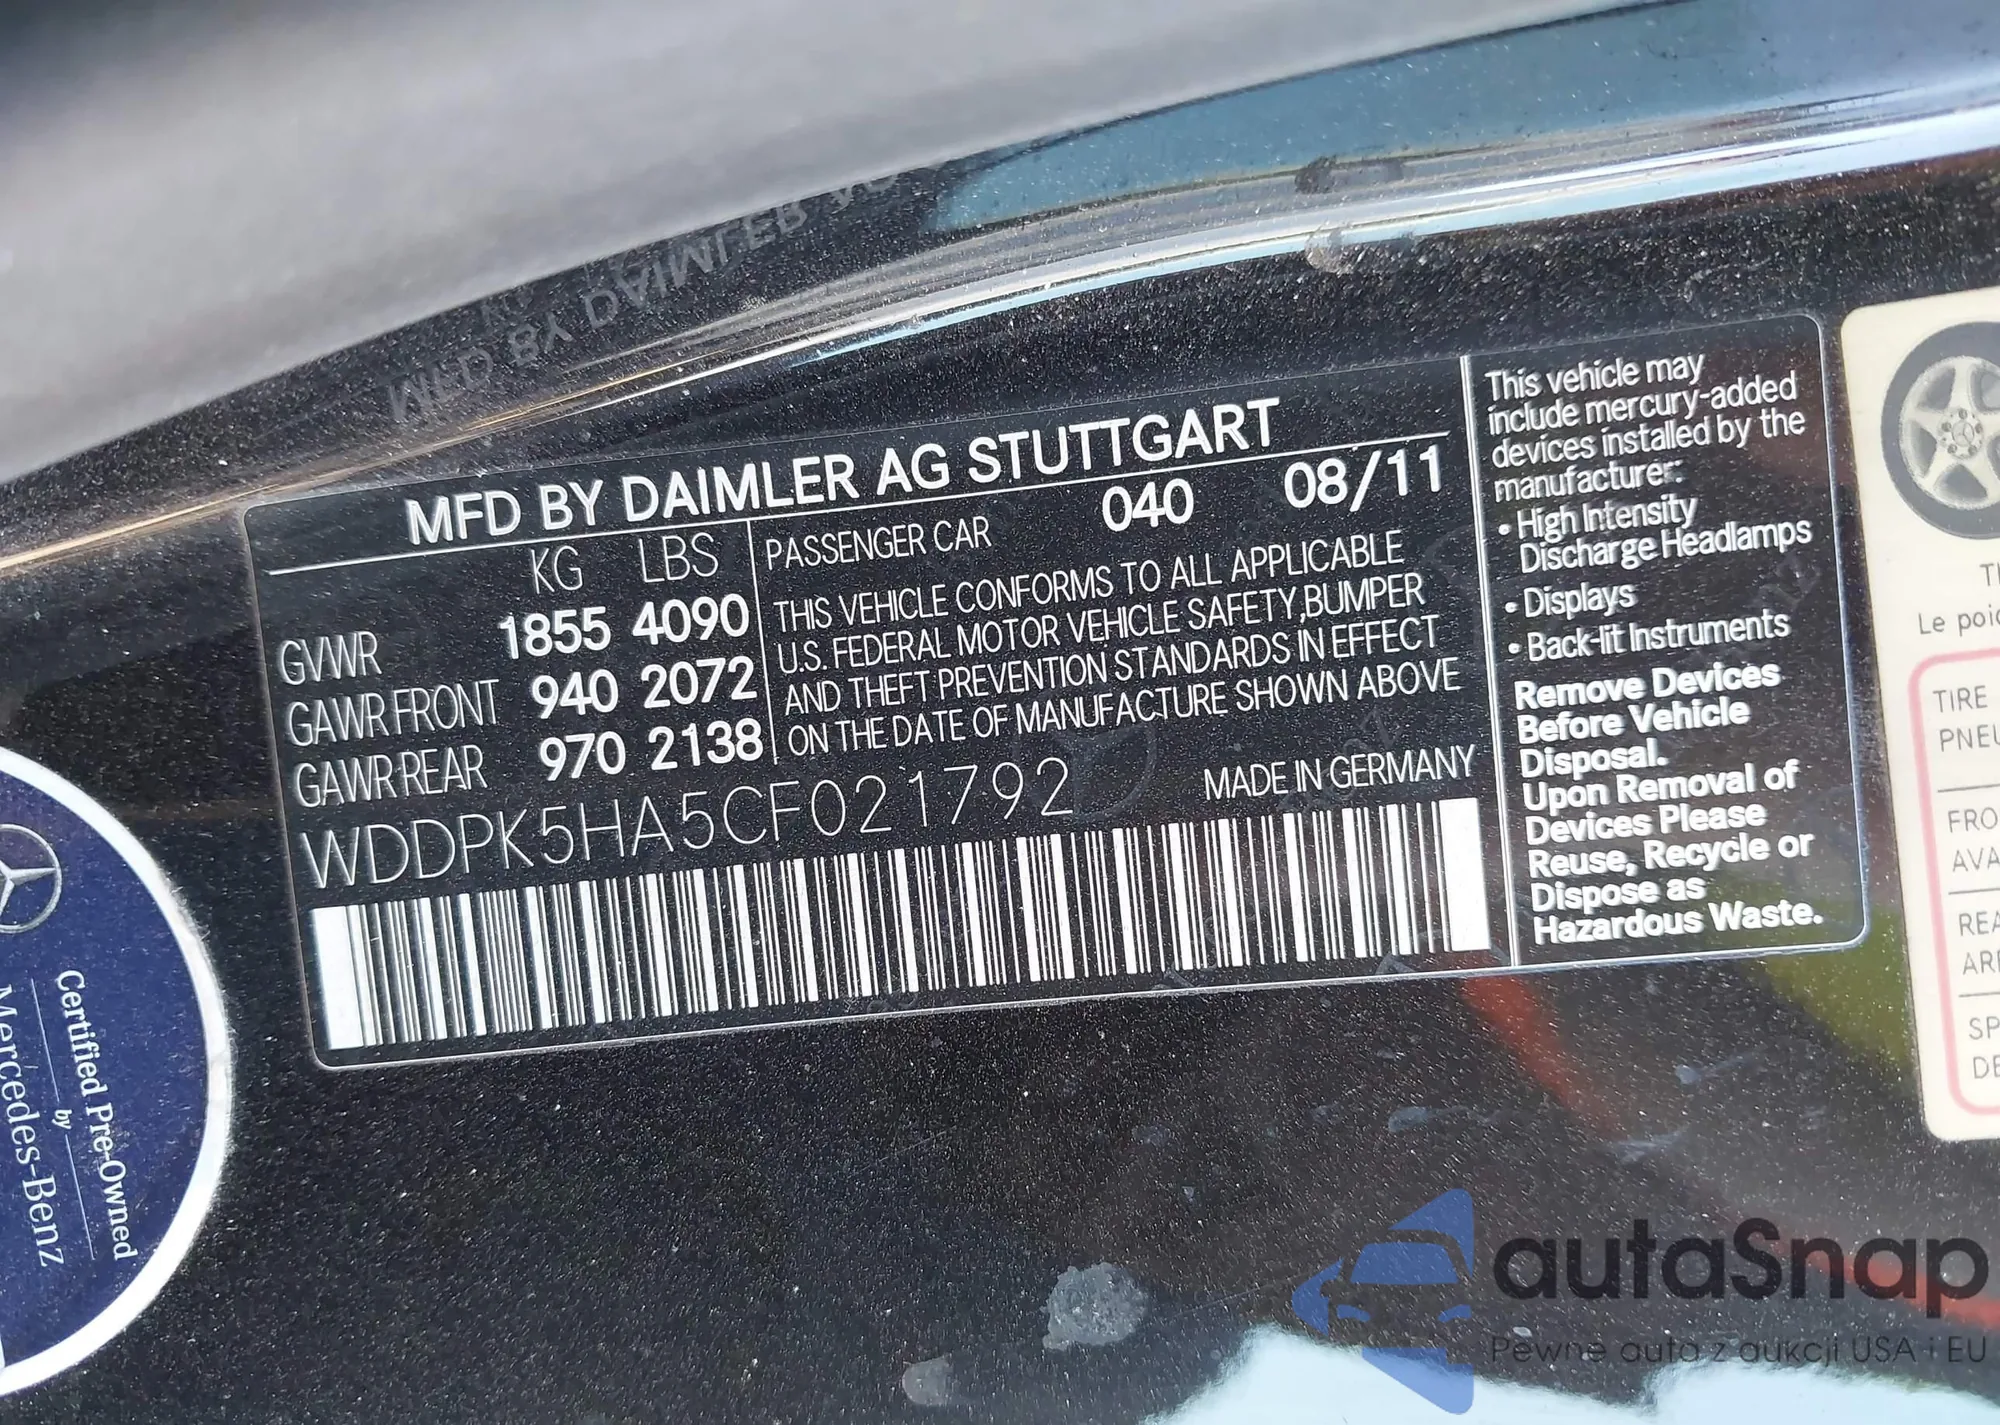 MFD BY DAIMLER AG
MFD BY DAIMLER AG STUTTGART
KG LBS
GVWR 1855 4090
GAWR FRONT 940 2072
GAWR REAR 970 2138
PASSENGER CAR 040 08/11
THIS VEHICLE CONFORMS TO ALL APPLICABLE
U.S. FEDERAL MOTOR VEHICLE SAFETY,BUMPER
AND THEFT PREVENTION STANDARDS IN EFFECT
ON THE DATE OF MANUFACTURE SHOWN ABOVE
WDDPK5HA5CF021792
MADE IN GERMANY
This vehicle may
include mercury-added
devices installed by the
manufacturer:
• High Intensity
Discharge Headlamps
• Displays
• Back-lit Instruments
Remove Devices
Before Vehicle
Disposal.
Upon Removal of
Devices Please
Reuse, Recycle or
Dispose as
Hazardous Waste.
Le
TIRE
Certified Pre-Owned
by
Mercedes-Benz
autaSnap
Pewne auta z aukcji USA i EU